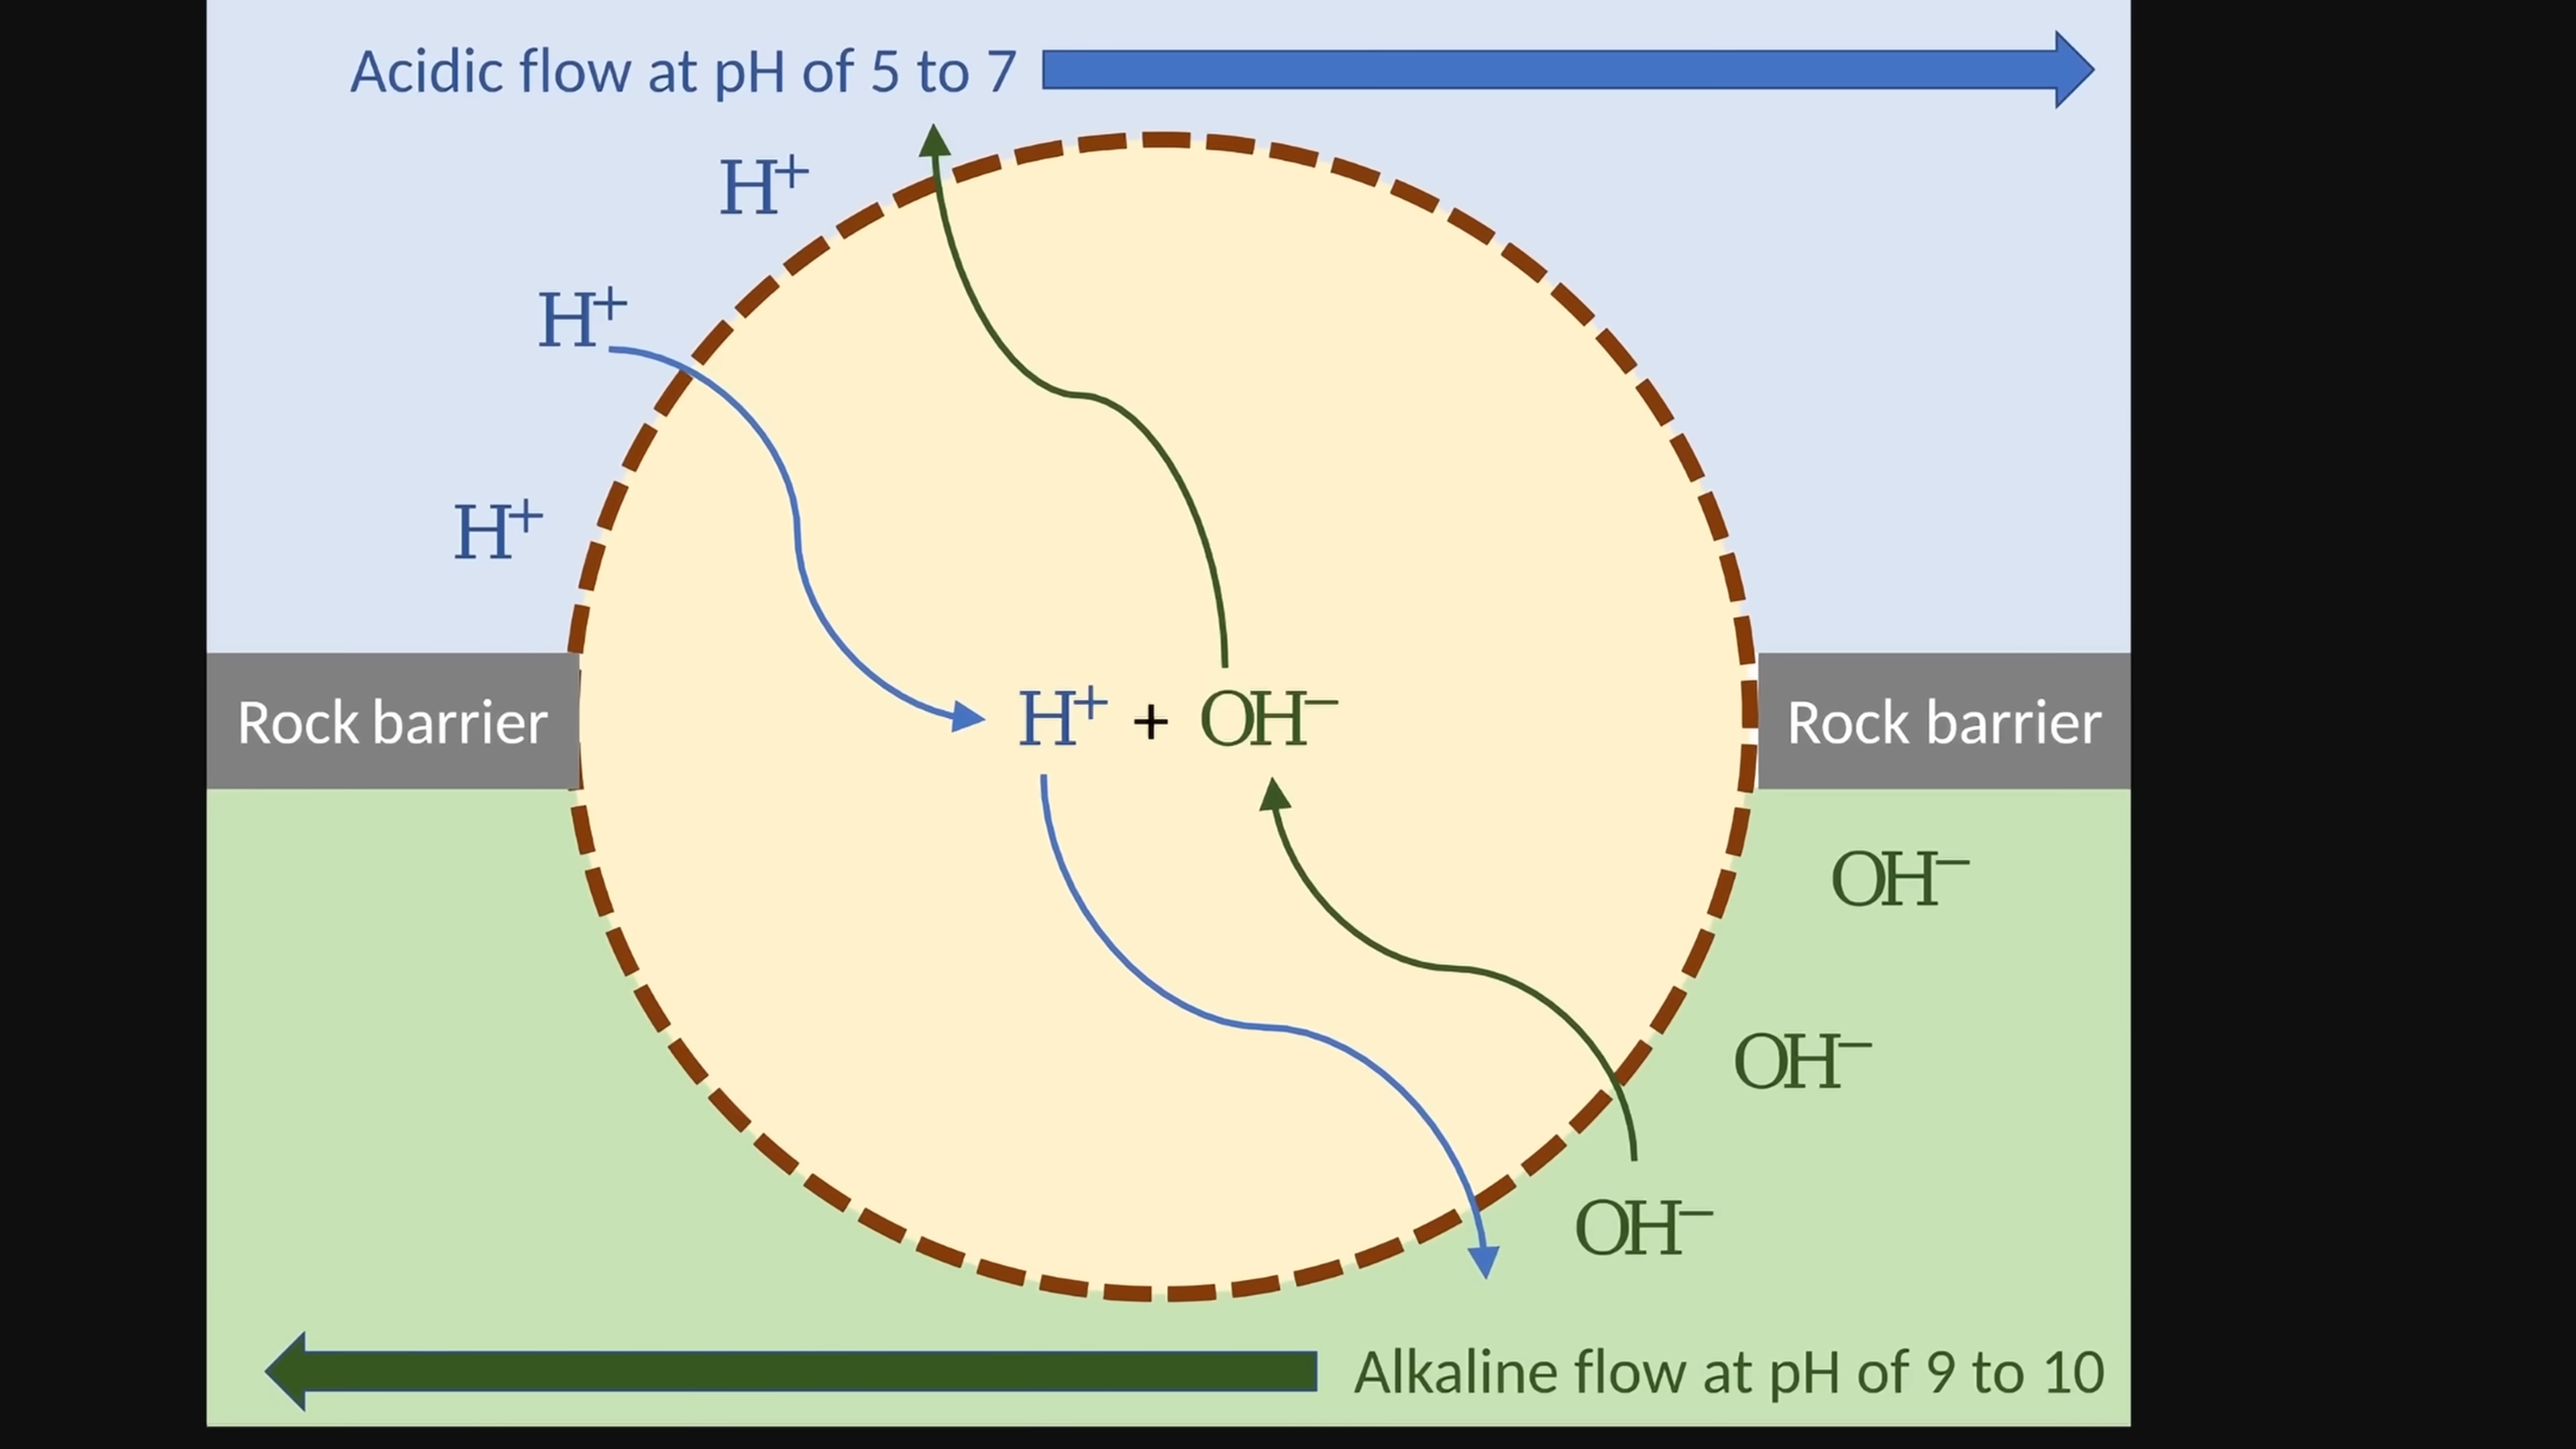 Acidic flow at pH of 5 to 7
H⁺
H⁺
H⁺
Rock barrier
H⁺ + OH⁻
Rock barrier
OH⁻
OH⁻
OH⁻
Alkaline flow at pH of 9 to 10